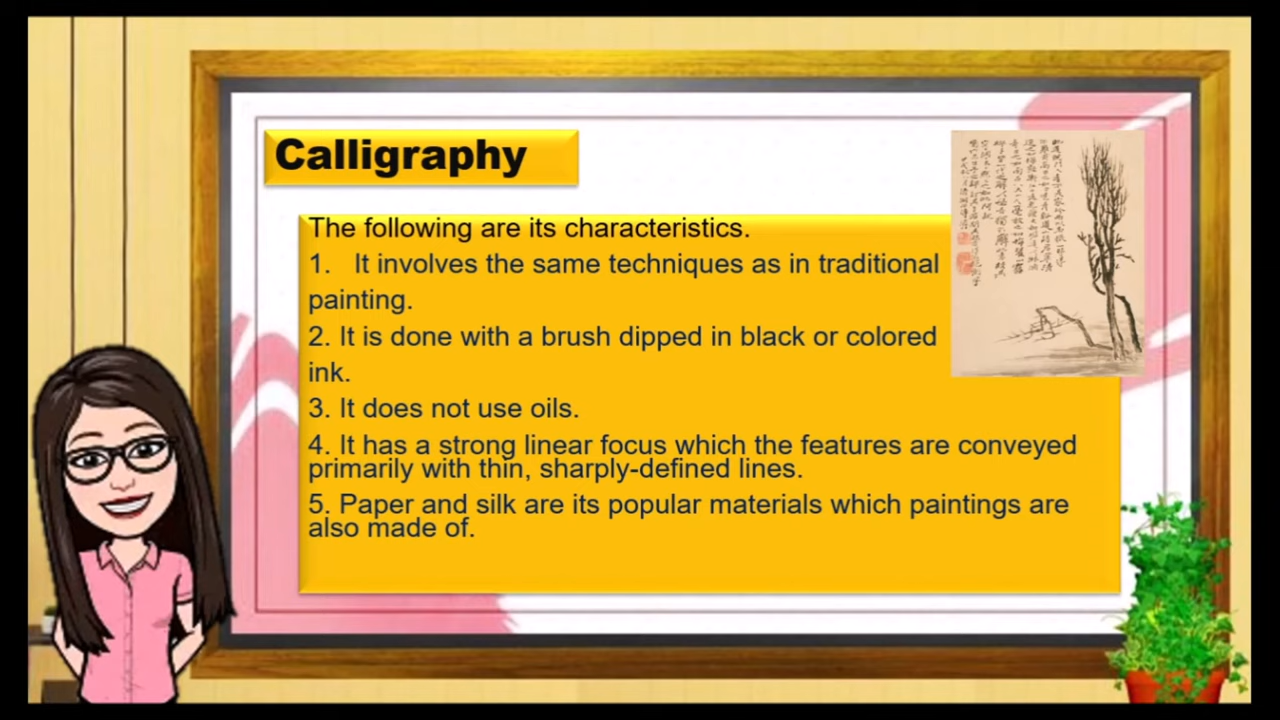 Calligraphy
The following are its characteristics.
1. It involves the same techniques as in traditional
painting.
2. It is done with a brush dipped in black or colored
ink.
3. It does not use oils.
4. It has a strong linear focus which the features are conveyed
primarily with thin, sharply-defined lines.
5. Paper and silk are its popular materials which paintings are
also made of.